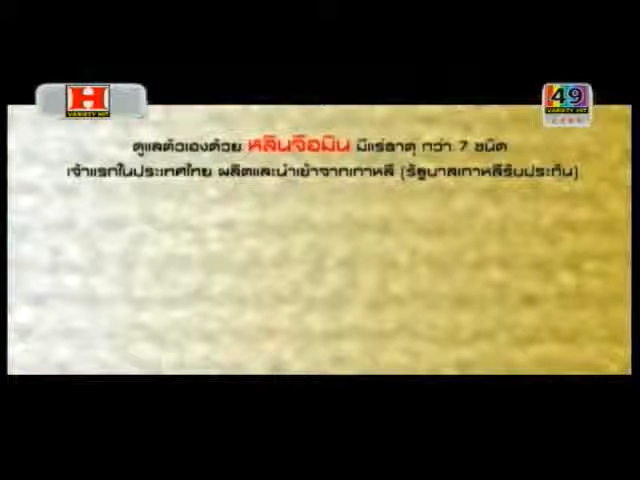 H
VARIETY HIT
49
VARIETY HIT
ดูแลตัวเองด้วย หลินจือมิน มีแร่ธาตุ กว่า 7 ชนิด
เจ้าแรกในประเทศไทย ผลิตและนำเข้าจากเกาหลี (รัฐบาลเกาหลีรับประกัน)